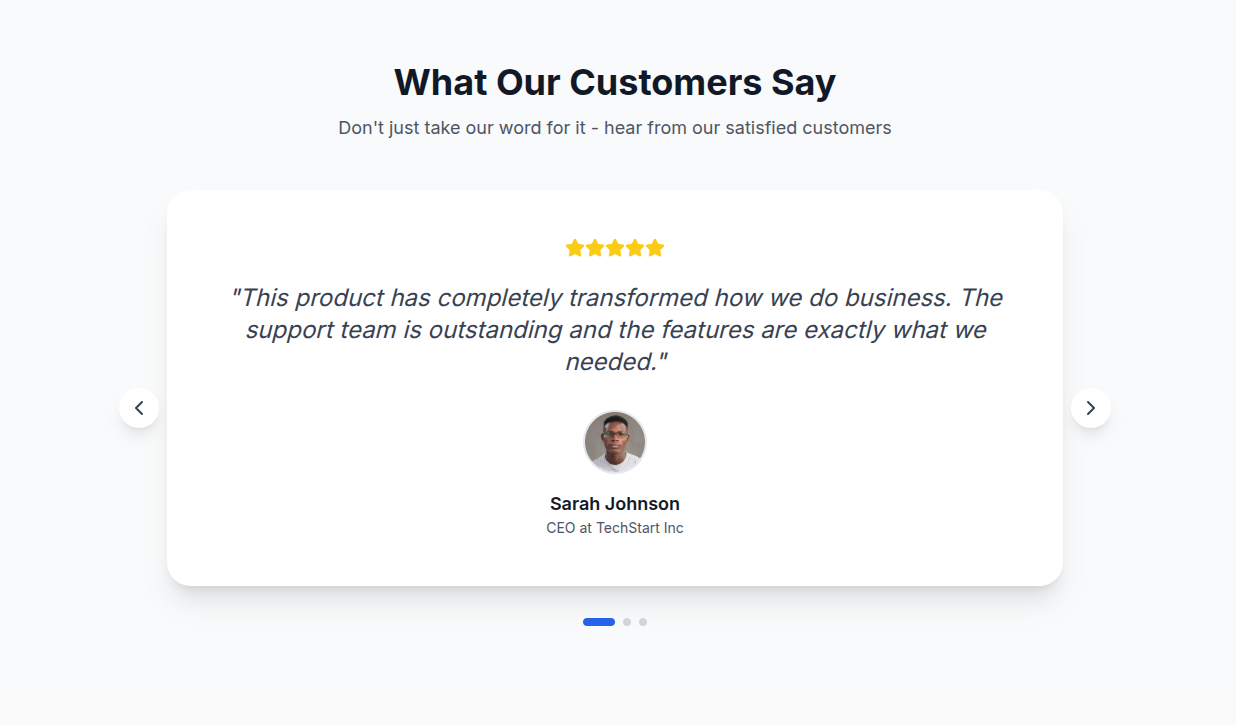 What Our Customers Say
Don't just take our word for it - hear from our satisfied customers
"This product has completely transformed how we do business. The
support team is outstanding and the features are exactly what we
needed."
Sarah Johnson
CEO at TechStart Inc